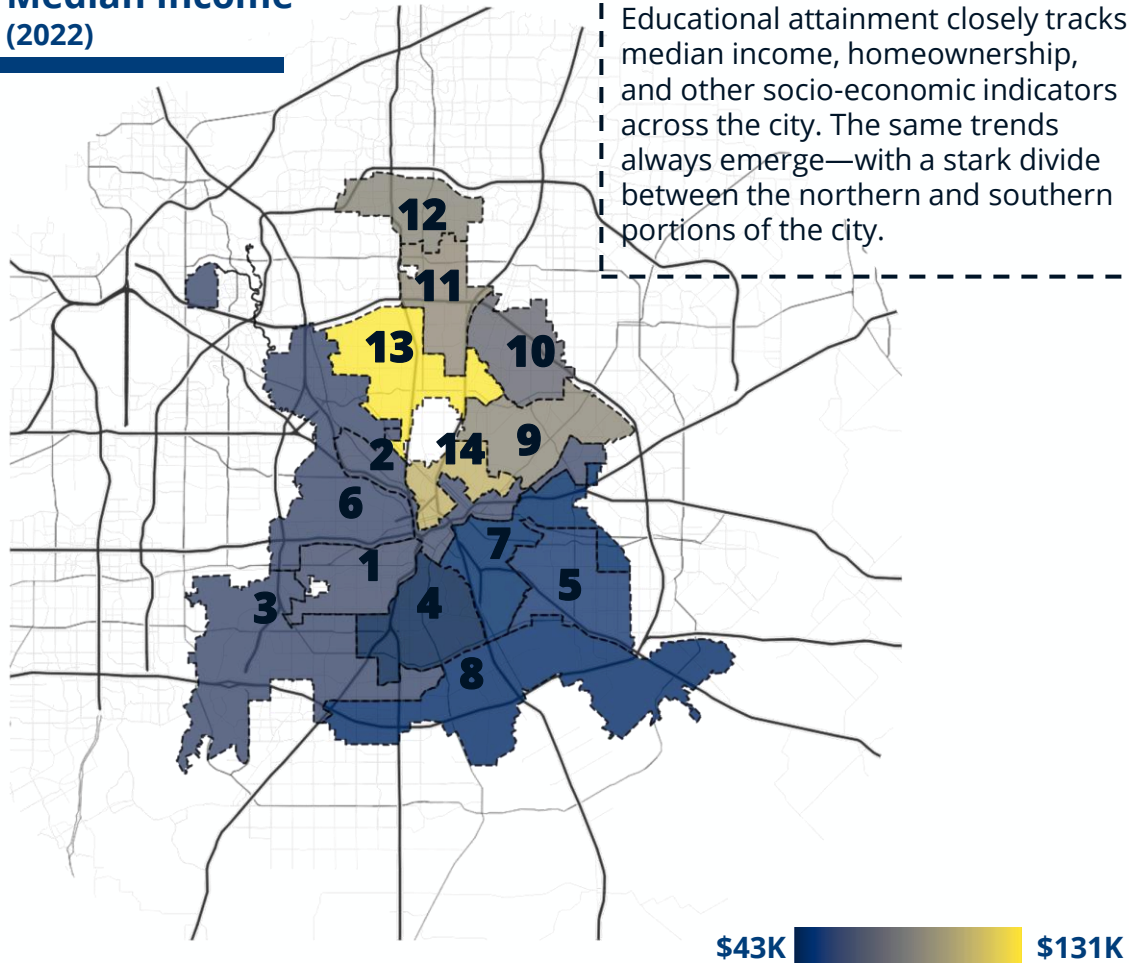 Median Income
(2022)
Educational attainment closely tracks
median income, homeownership,
and other socio-economic indicators
across the city. The same trends
always emerge—with a stark divide
between the northern and southern
portions of the city.
12
11
13
10
9
14
2
6
7
1
5
3
4
8
$43K
$131K